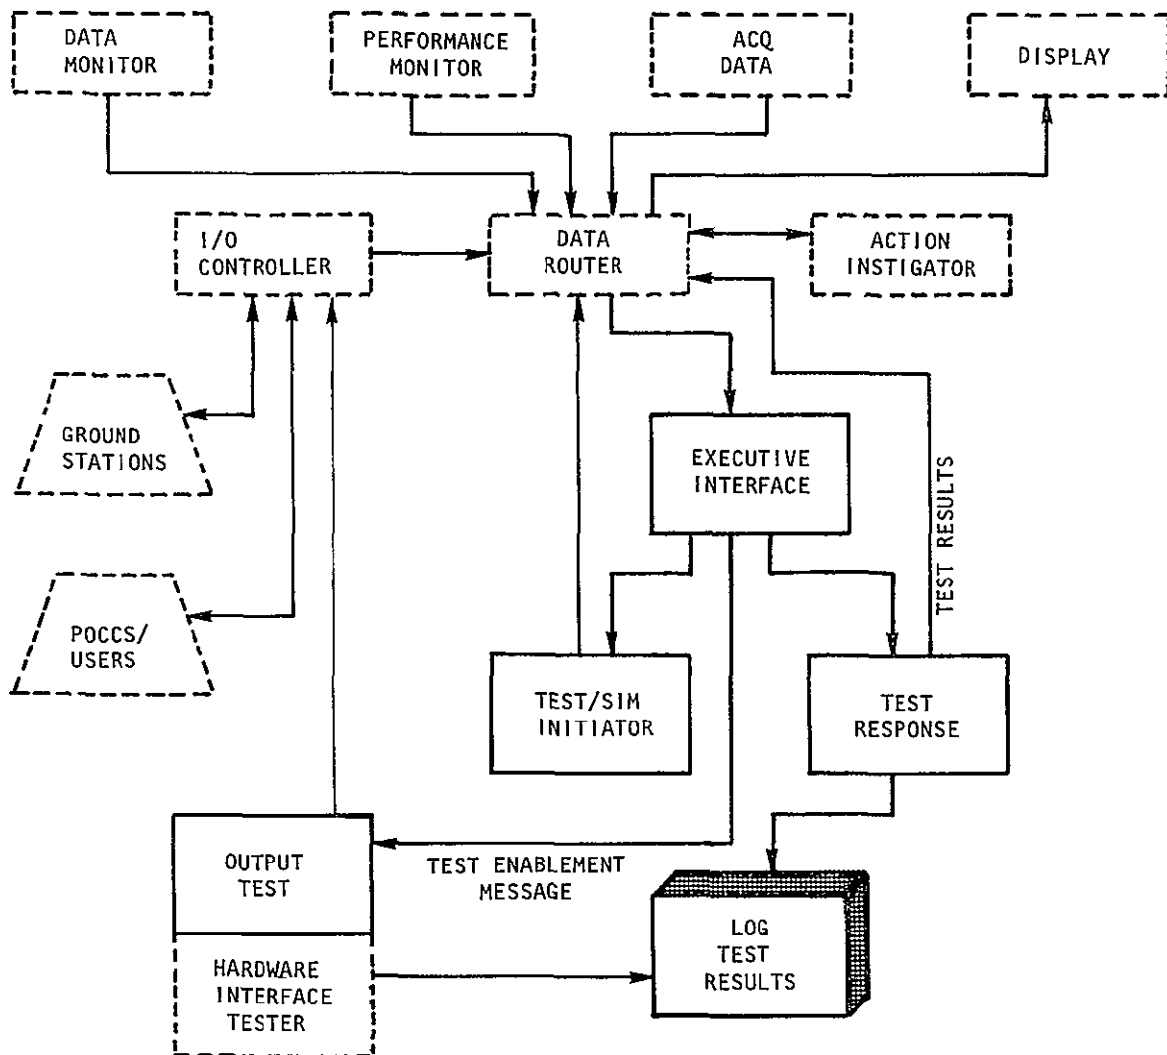 DATA
MONITOR
PERFORMANCE
MONITOR
ACQ
DATA
DISPLAY
I/O
CONTROLLER
DATA
ROUTER
ACTION
INSTIGATOR
GROUND
STATIONS
EXECUTIVE
INTERFACE
TEST RESULTS
POCCS/
USERS
TEST/SIM
INITIATOR
TEST
RESPONSE
OUTPUT
TEST
TEST ENABLEMENT
MESSAGE
LOG
TEST
RESULTS
HARDWARE
INTERFACE
TESTER